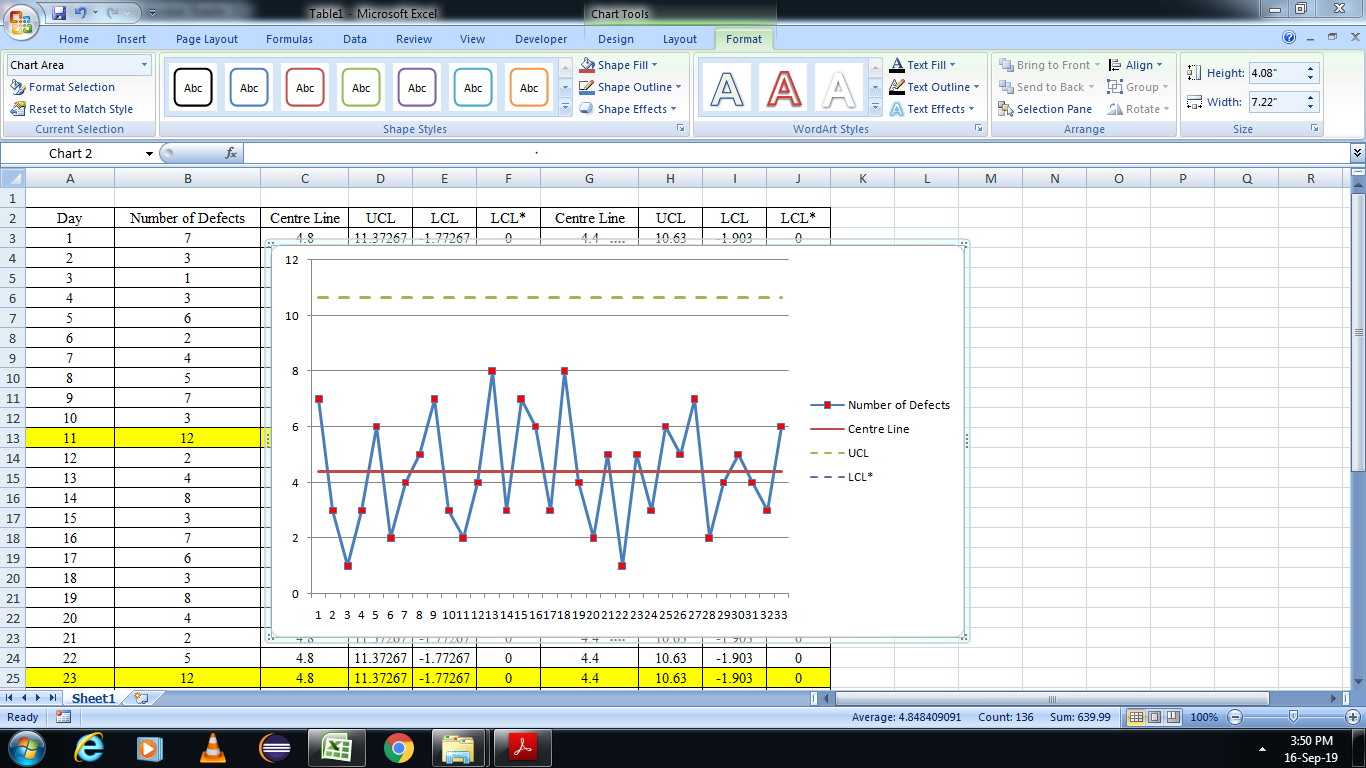 Table1 - Microsoft Excel Chart Tools
Home Insert Page Layout Formulas Data Review View Developer Design Layout Format
Chart Area
Format Selection
Reset to Match Style
Current Selection
Abc Abc Abc Abc Abc Abc Abc
Shape Fill
Shape Outline
Shape Effects
Shape Styles
A A A
Text Fill
Text Outline
Text Effects
WordArt Styles
Bring to Front Align
Send to Back Group
Selection Pane Rotate
Arrange
Height: 4.08"
Width: 7.22"
Size
Chart 2 fx
A B C D E F G H I J K L M N O P Q R
1
2 Day Number of Defects Centre Line UCL LCL LCL* Centre Line UCL LCL LCL*
3 1 7 4.8 11.37267 -1.77267 0 4.4 10.63 -1.903 0
4 2 3
5 3 1
6 4 3
7 5 6
8 6 2
9 7 4
10 8 5
11 9 7
12 10 3
13 11 12
14 12 2
15 13 4
16 14 8
17 15 3
18 16 7
19 17 6
20 18 3
21 19 8
22 20 4
23 21 2 4.8 11.37267 -1.77267 0 4.4 10.63 -1.903 0
24 22 5 4.8 11.37267 -1.77267 0 4.4 10.63 -1.903 0
25 23 12 4.8 11.37267 -1.77267 0 4.4 10.63 -1.903 0
12
10
8
6
4
2
0
1 2 3 4 5 6 7 8 9 10 11 12 13 14 15 16 17 18 19 20 21 22 23 24 25 26 27 28 29 30 31 32 33
Number of Defects
Centre Line
UCL
LCL*
Sheet1
Ready Average: 4.848409091 Count: 136 Sum: 639.99 100%
3:50 PM
16-Sep-19